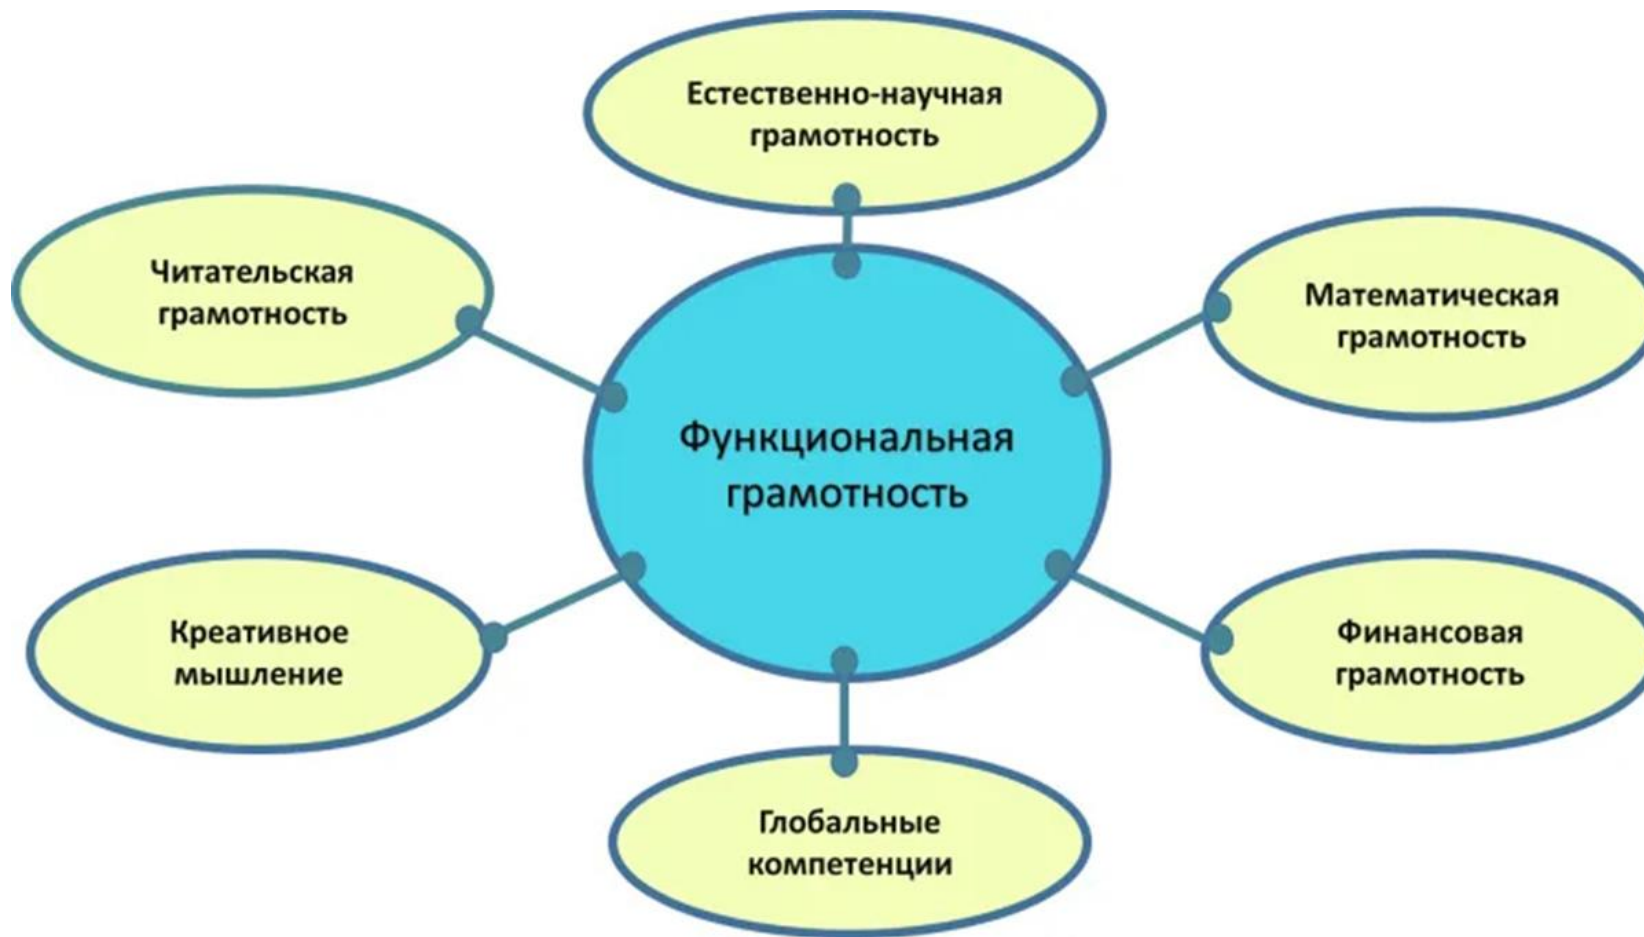 Естественно-научная
грамотность
Читательская
грамотность
Математическая
грамотность
Функциональная
грамотность
Креативное
мышление
Финансовая
грамотность
Глобальные
компетенции